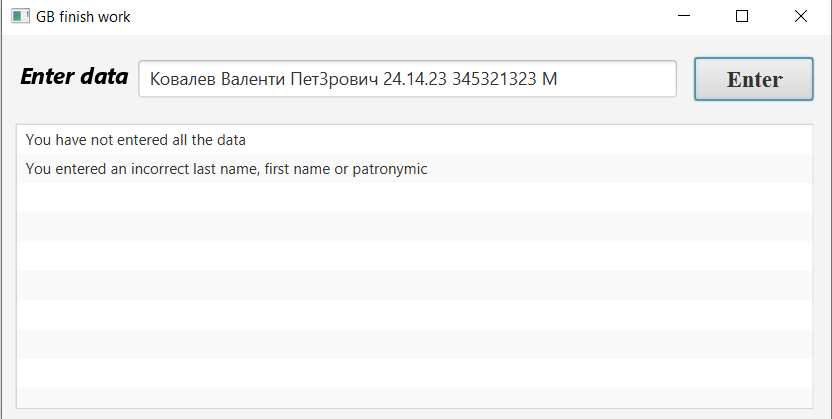 GB finish work
Enter data
Ковалев Валенти Пет3рович 24.14.23 345321323 М
Enter
You have not entered all the data
You entered an incorrect last name, first name or patronymic